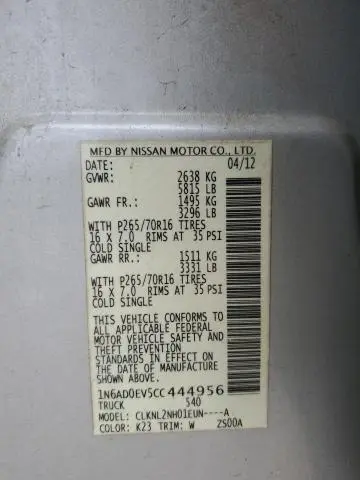 MFD BY NISSAN MOTOR CO., LTD.
DATE: 04/12
GVWR: 2638 KG
5815 LB
GAWR FR.: 1495 KG
3296 LB
WITH P265/70R16 TIRES
16 X 7.0 RIMS AT 35 PSI
COLD SINGLE
GAWR RR.: 1511 KG
3331 LB
WITH P265/70R16 TIRES
16 X 7.0 RIMS AT 35 PSI
COLD SINGLE
THIS VEHICLE CONFORMS TO
ALL APPLICABLE FEDERAL
MOTOR VEHICLE SAFETY AND
THEFT PREVENTION
STANDARDS IN EFFECT ON
THE DATE OF MANUFACTURE
SHOWN ABOVE.
1N6AD0EV5CC444956
TRUCK 540
MODEL: CLKNL2NH01EUN----A
COLOR: K23 TRIM: W ZS00A